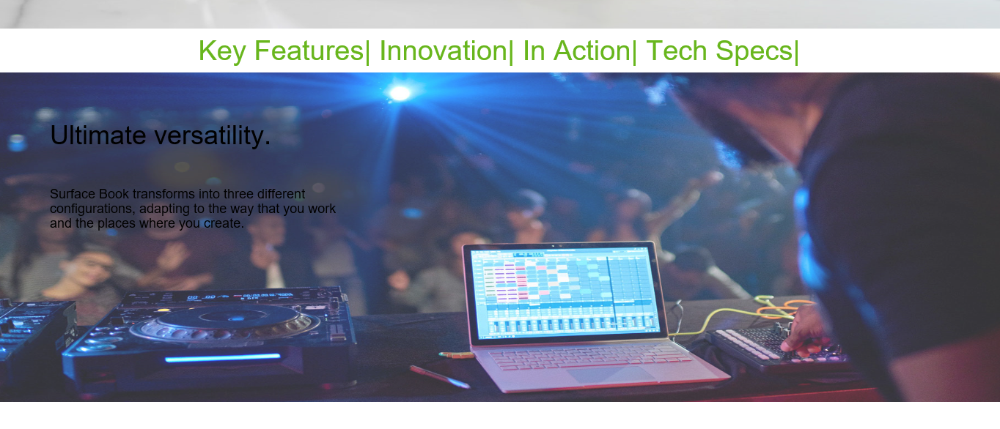 Key Features| Innovation| In Action| Tech Specs|
Ultimate versatility.
Surface Book transforms into three different
configurations, adapting to the way that you work
and the places where you create.